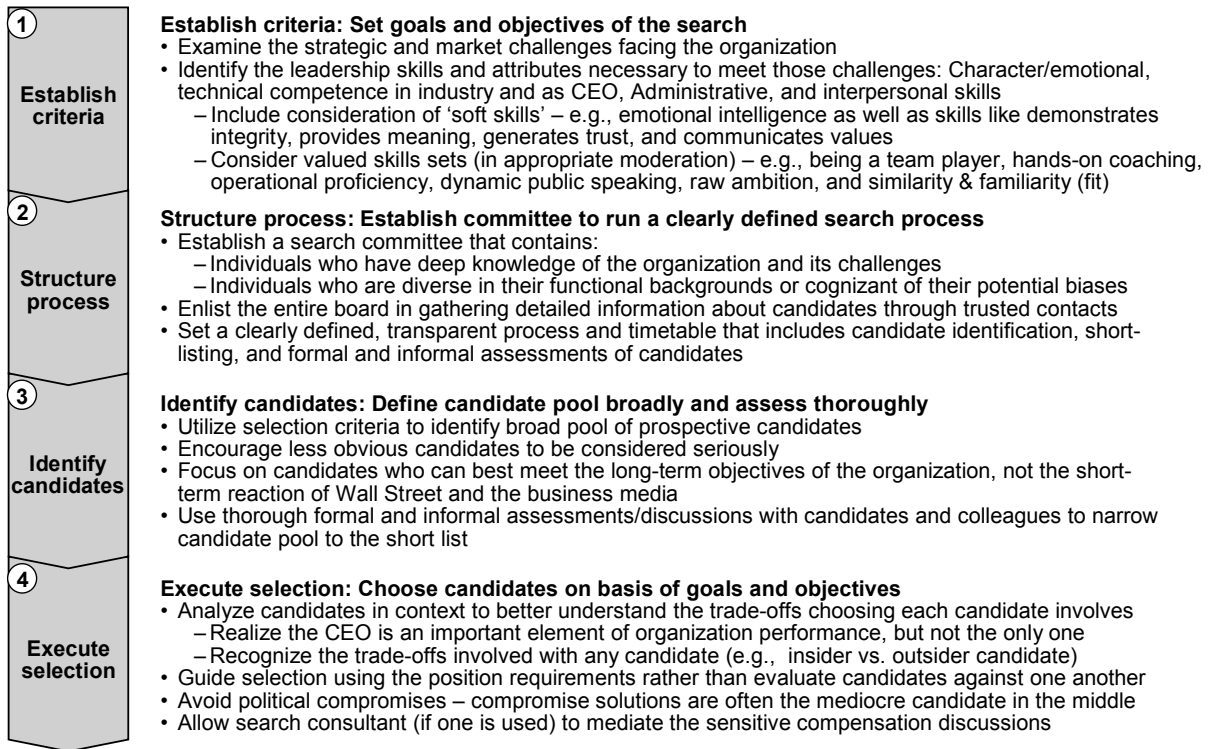 1
Establish
criteria
Establish criteria: Set goals and objectives of the search
• Examine the strategic and market challenges facing the organization
• Identify the leadership skills and attributes necessary to meet those challenges: Character/emotional,
technical competence in industry and as CEO, Administrative, and interpersonal skills
– Include consideration of ‘soft skills’ – e.g., emotional intelligence as well as skills like demonstrates
integrity, provides meaning, generates trust, and communicates values
– Consider valued skills sets (in appropriate moderation) – e.g., being a team player, hands-on coaching,
operational proficiency, dynamic public speaking, raw ambition, and similarity & familiarity (fit)
2
Structure
process
Structure process: Establish committee to run a clearly defined search process
• Establish a search committee that contains:
– Individuals who have deep knowledge of the organization and its challenges
– Individuals who are diverse in their functional backgrounds or cognizant of their potential biases
• Enlist the entire board in gathering detailed information about candidates through trusted contacts
• Set a clearly defined, transparent process and timetable that includes candidate identification, short-
listing, and formal and informal assessments of candidates
3
Identify
candidates
Identify candidates: Define candidate pool broadly and assess thoroughly
• Utilize selection criteria to identify broad pool of prospective candidates
• Encourage less obvious candidates to be considered seriously
• Focus on candidates who can best meet the long-term objectives of the organization, not the short-
term reaction of Wall Street and the business media
• Use thorough formal and informal assessments/discussions with candidates and colleagues to narrow
candidate pool to the short list
4
Execute
selection
Execute selection: Choose candidates on basis of goals and objectives
• Analyze candidates in context to better understand the trade-offs choosing each candidate involves
– Realize the CEO is an important element of organization performance, but not the only one
– Recognize the trade-offs involved with any candidate (e.g., insider vs. outsider candidate)
• Guide selection using the position requirements rather than evaluate candidates against one another
• Avoid political compromises – compromise solutions are often the mediocre candidate in the middle
• Allow search consultant (if one is used) to mediate the sensitive compensation discussions